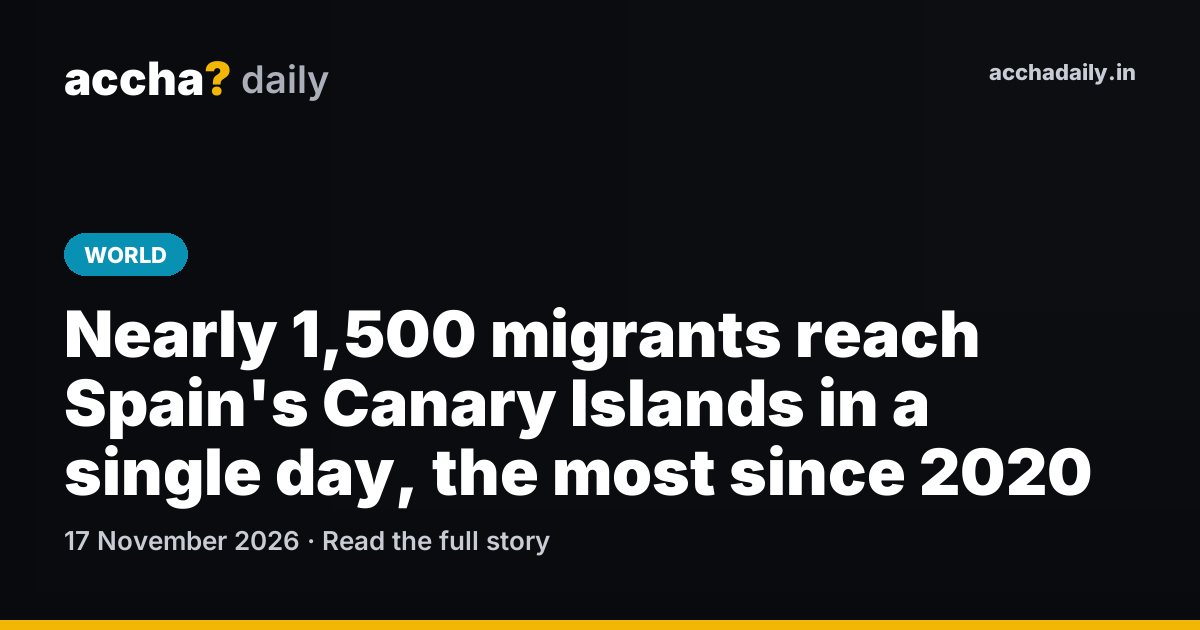 accha? daily
acchadaily.in
WORLD
Nearly 1,500 migrants reach
Spain's Canary Islands in a
single day, the most since 2020
17 November 2026 · Read the full story